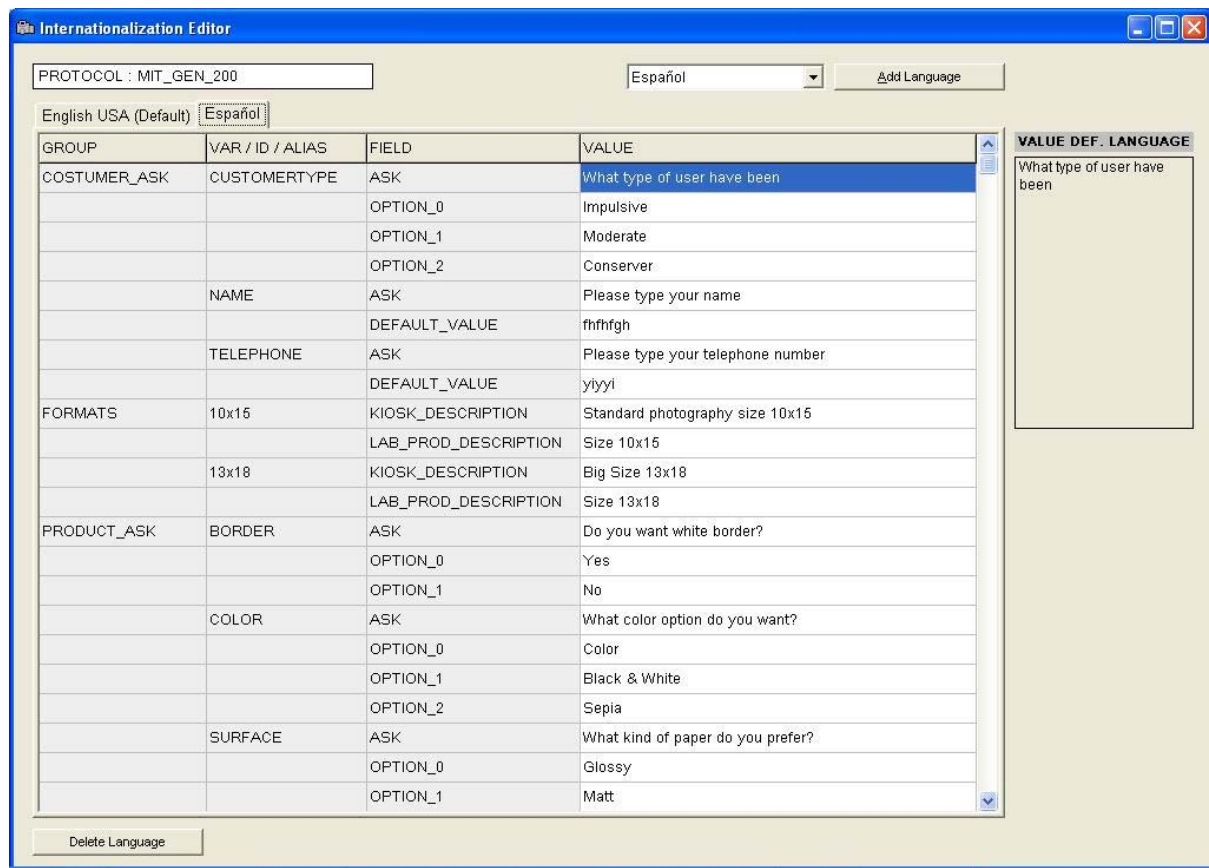 Internationalization Editor
PROTOCOL : MIT_GEN_200 Español Add Language
English USA (Default) Español
GROUP VAR / ID / ALIAS FIELD VALUE VALUE DEF. LANGUAGE
COSTUMER_ASK CUSTOMERTYPE ASK What type of user have been What type of user have
been
OPTION_0 Impulsive
OPTION_1 Moderate
OPTION_2 Conserver
NAME ASK Please type your name
DEFAULT_VALUE fhfhfgh
TELEPHONE ASK Please type your telephone number
DEFAULT_VALUE yiyyi
FORMATS 10x15 KIOSK_DESCRIPTION Standard photography size 10x15
LAB_PROD_DESCRIPTION Size 10x15
13x18 KIOSK_DESCRIPTION Big Size 13x18
LAB_PROD_DESCRIPTION Size 13x18
PRODUCT_ASK BORDER ASK Do you want white border?
OPTION_0 Yes
OPTION_1 No
COLOR ASK What color option do you want?
OPTION_0 Color
OPTION_1 Black & White
OPTION_2 Sepia
SURFACE ASK What kind of paper do you prefer?
OPTION_0 Glossy
OPTION_1 Matt
Delete Language